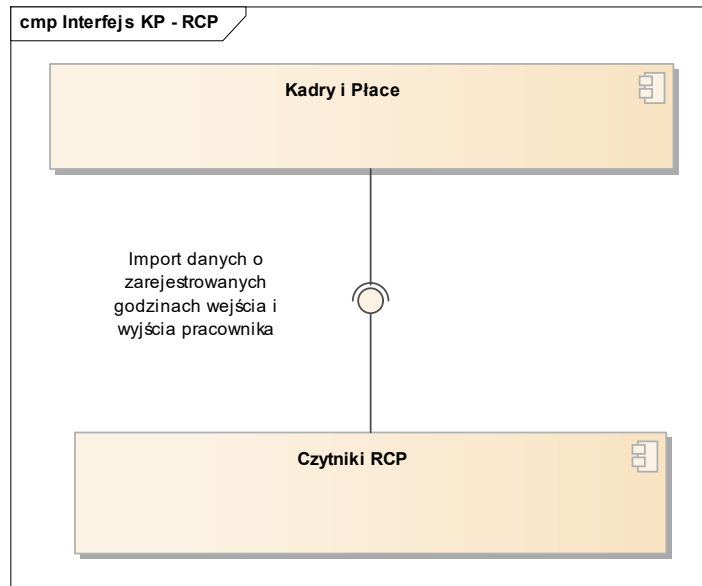 cmp Interfejs KP - RCP
Kadry i Płace
Import danych o
zarejestrowanych
godzinach wejścia i
wyjścia pracownika
Czytniki RCP